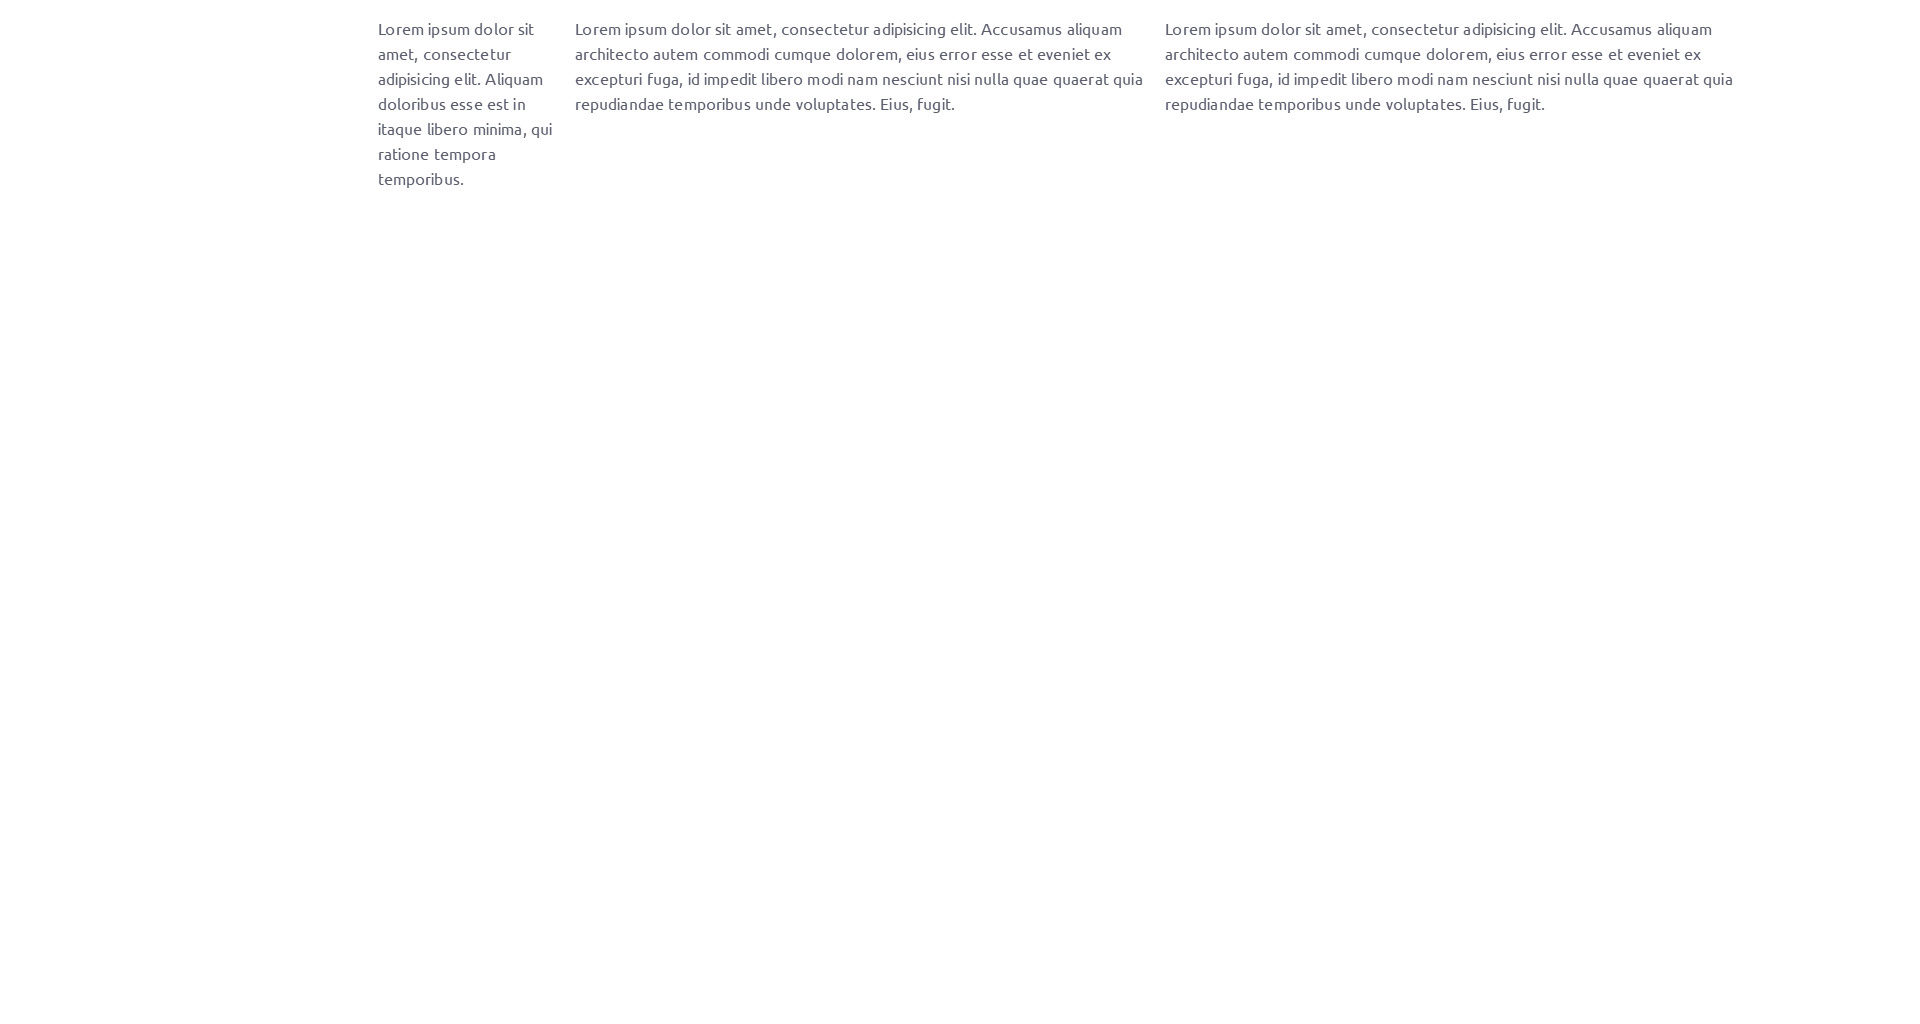 Lorem ipsum dolor sit
amet, consectetur
adipisicing elit. Aliquam
doloribus esse est in
itaque libero minima, qui
ratione tempora
temporibus.
Lorem ipsum dolor sit amet, consectetur adipisicing elit. Accusamus aliquam
architecto autem commodi cumque dolorem, eius error esse et eveniet ex
excepturi fuga, id impedit libero modi nam nesciunt nisi nulla quae quaerat quia
repudiandae temporibus unde voluptates. Eius, fugit.
Lorem ipsum dolor sit amet, consectetur adipisicing elit. Accusamus aliquam
architecto autem commodi cumque dolorem, eius error esse et eveniet ex
excepturi fuga, id impedit libero modi nam nesciunt nisi nulla quae quaerat quia
repudiandae temporibus unde voluptates. Eius, fugit.